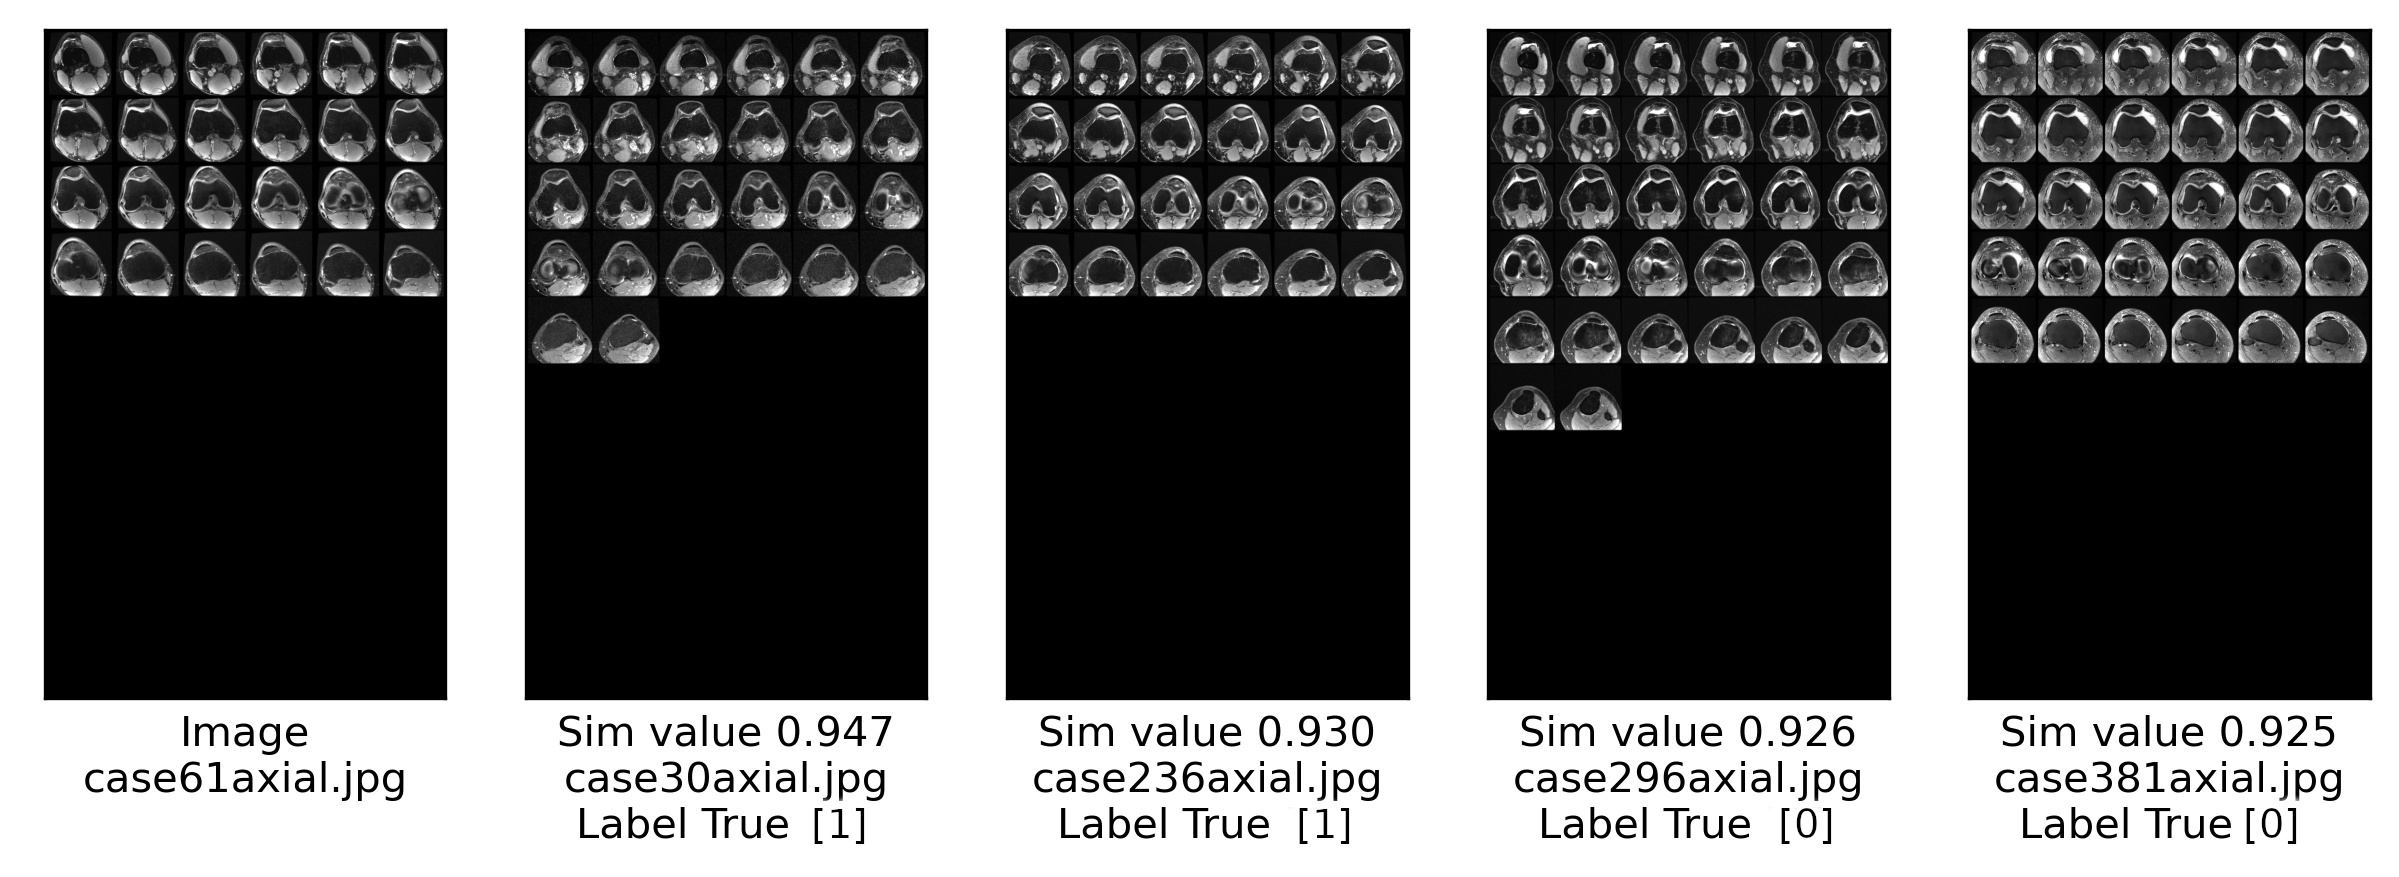 Image
case61axial.jpg
Sim value 0.947
case30axial.jpg
Label True [1]
Sim value 0.930
case236axial.jpg
Label True [1]
Sim value 0.926
case296axial.jpg
Label True [0]
Sim value 0.925
case381axial.jpg
Label True [0]